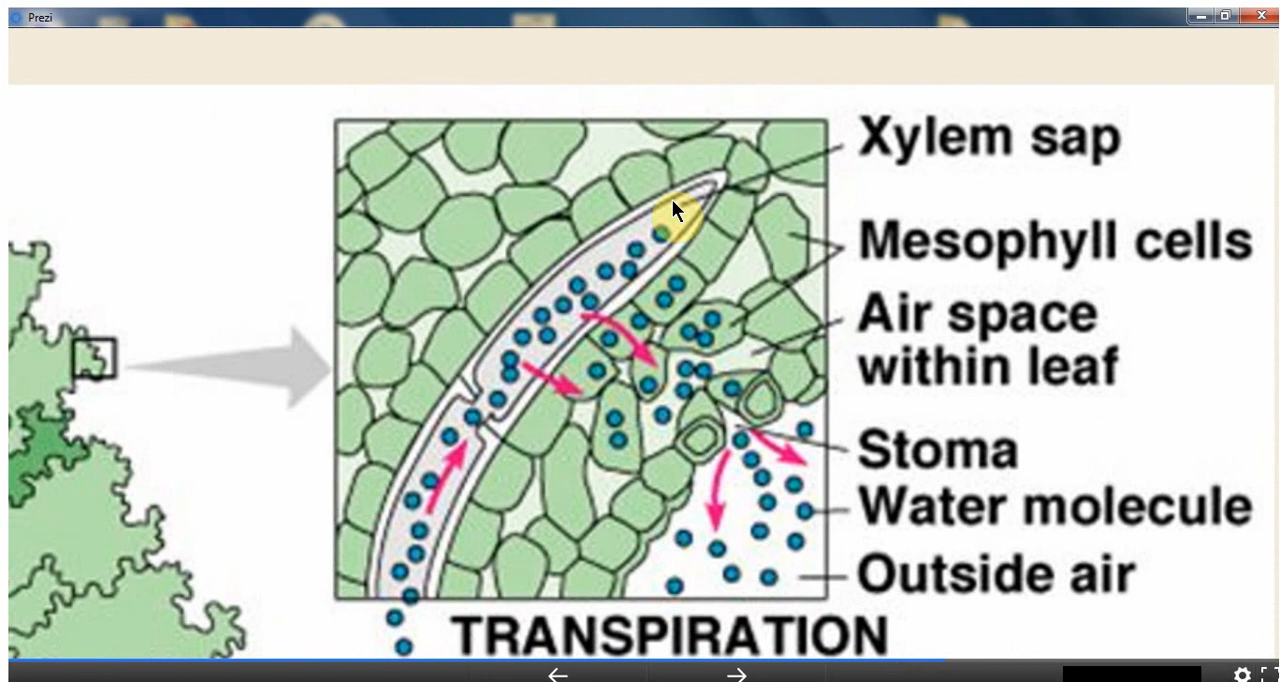 Prezi
Xylem sap
Mesophyll cells
Air space
within leaf
Stoma
Water molecule
Outside air
TRANSPIRATION